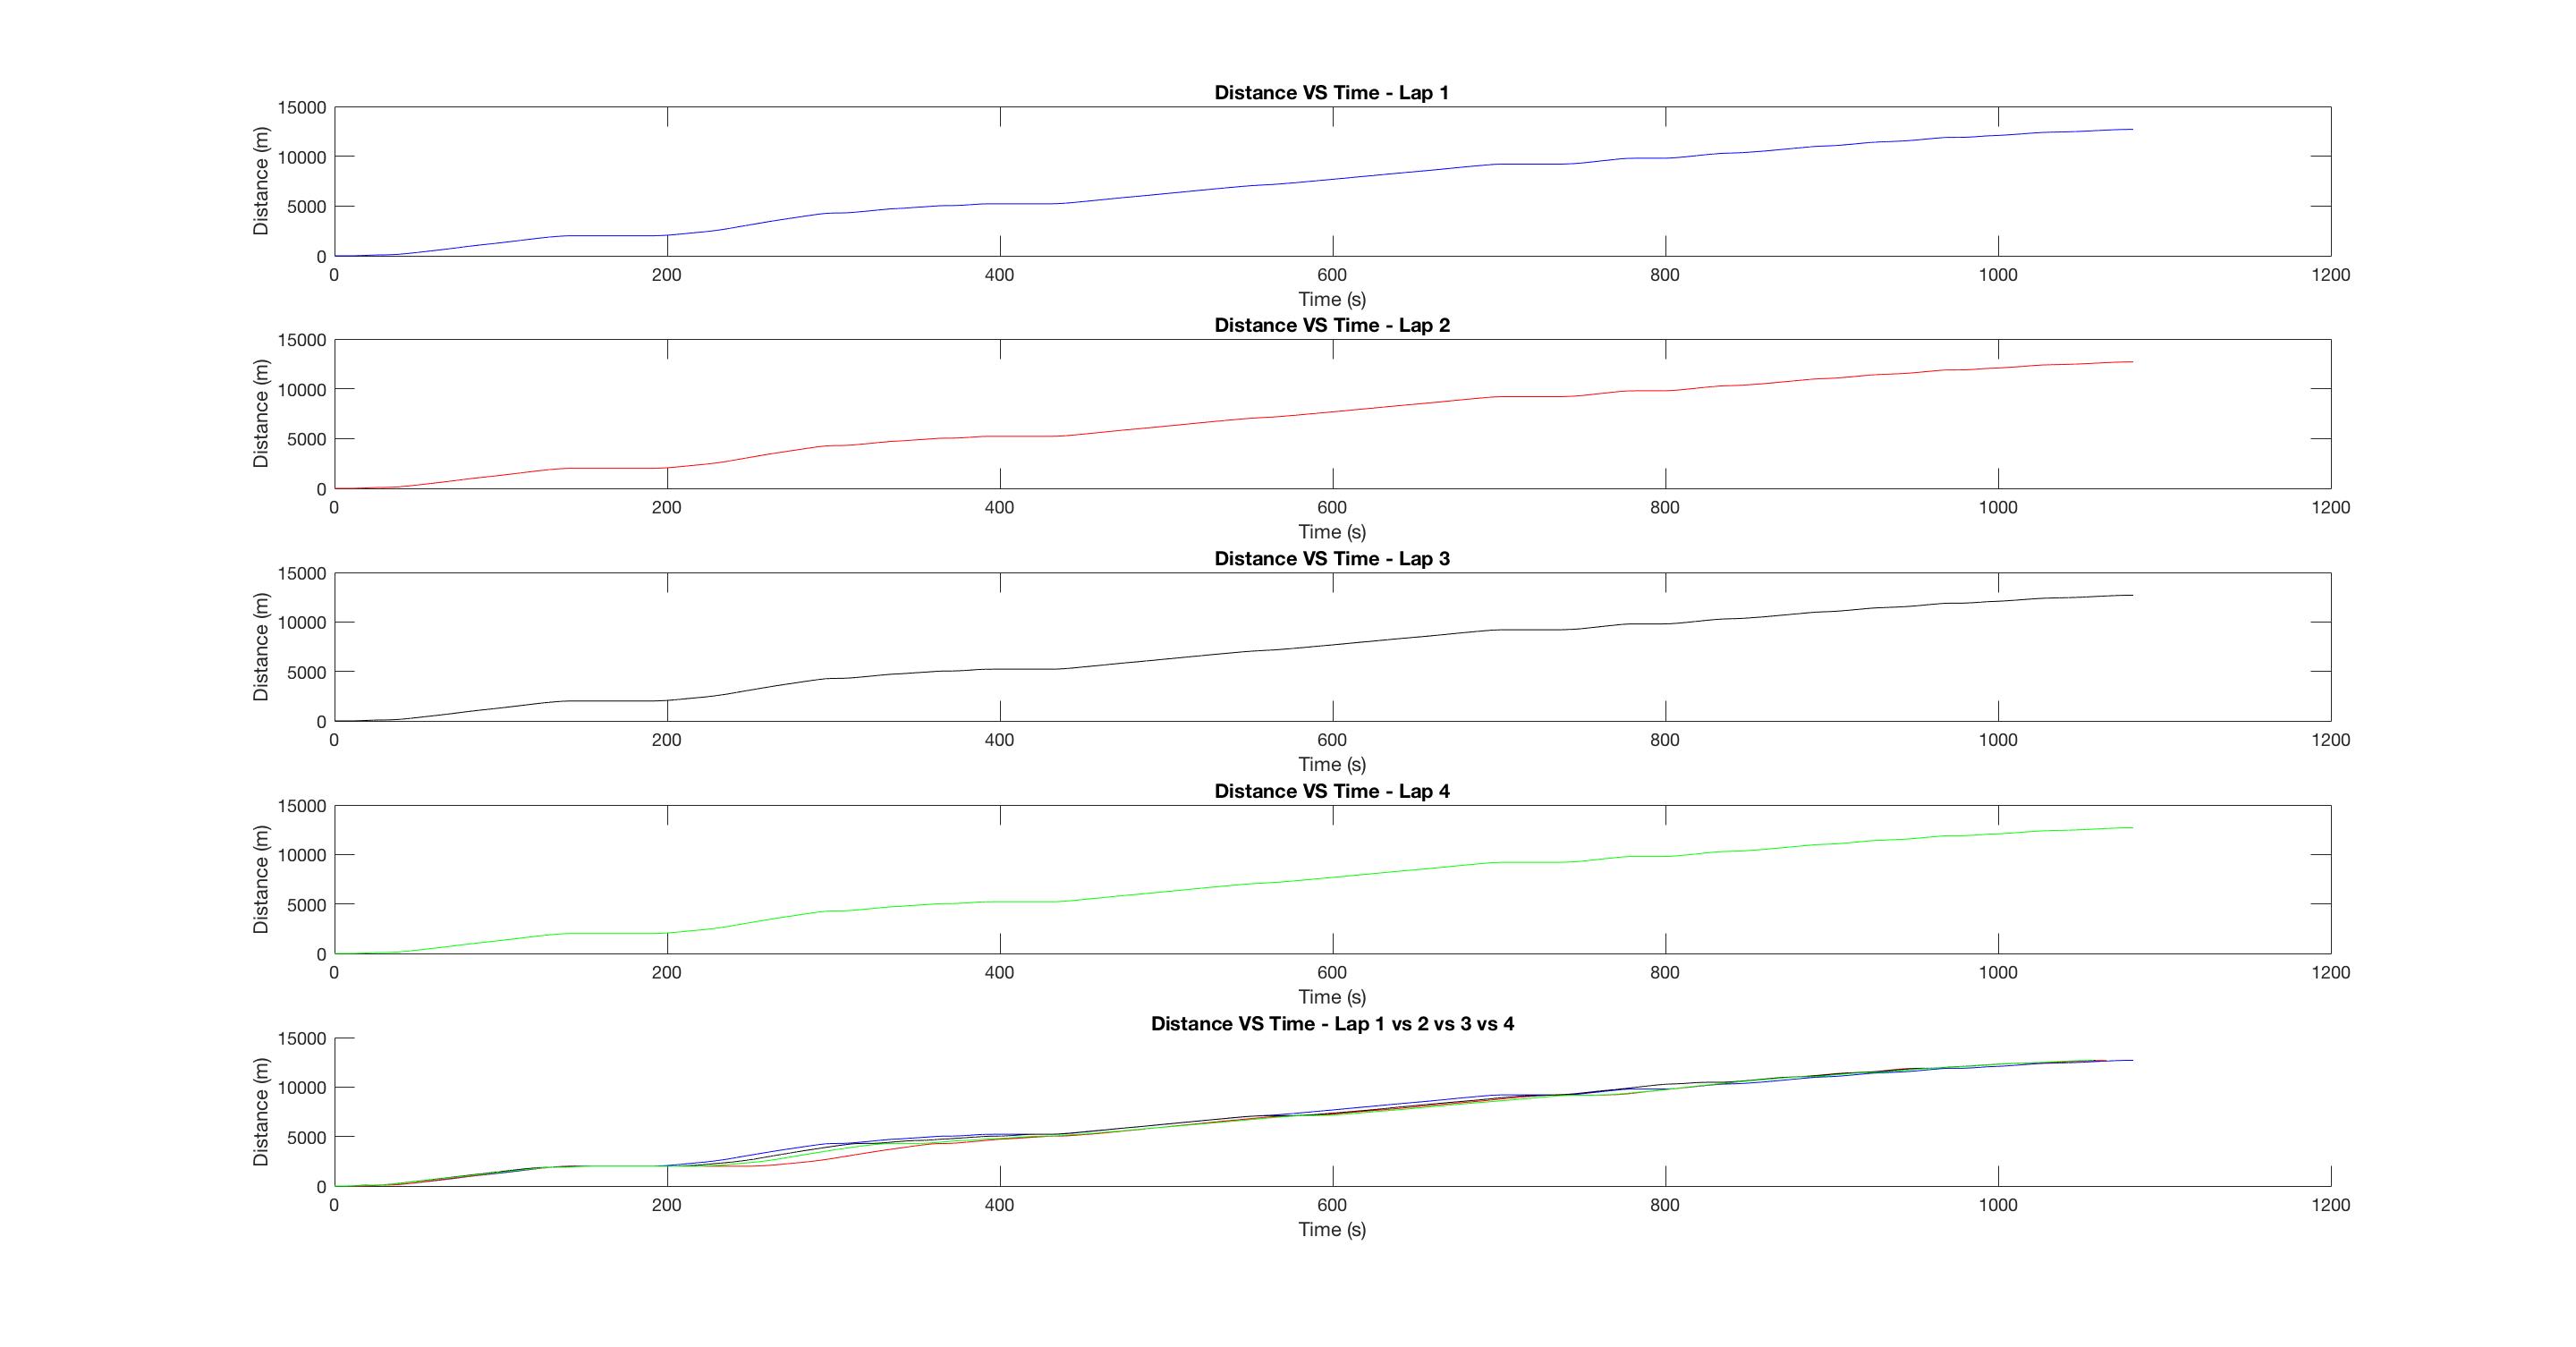 Distance VS Time - Lap 1
15000
10000
5000
0
Distance (m)
0 200 400 600 800 1000 1200
Time (s)
Distance VS Time - Lap 2
15000
10000
5000
0
Distance (m)
0 200 400 600 800 1000 1200
Time (s)
Distance VS Time - Lap 3
15000
10000
5000
0
Distance (m)
0 200 400 600 800 1000 1200
Time (s)
Distance VS Time - Lap 4
15000
10000
5000
0
Distance (m)
0 200 400 600 800 1000 1200
Time (s)
Distance VS Time - Lap 1 vs 2 vs 3 vs 4
15000
10000
5000
0
Distance (m)
0 200 400 600 800 1000 1200
Time (s)